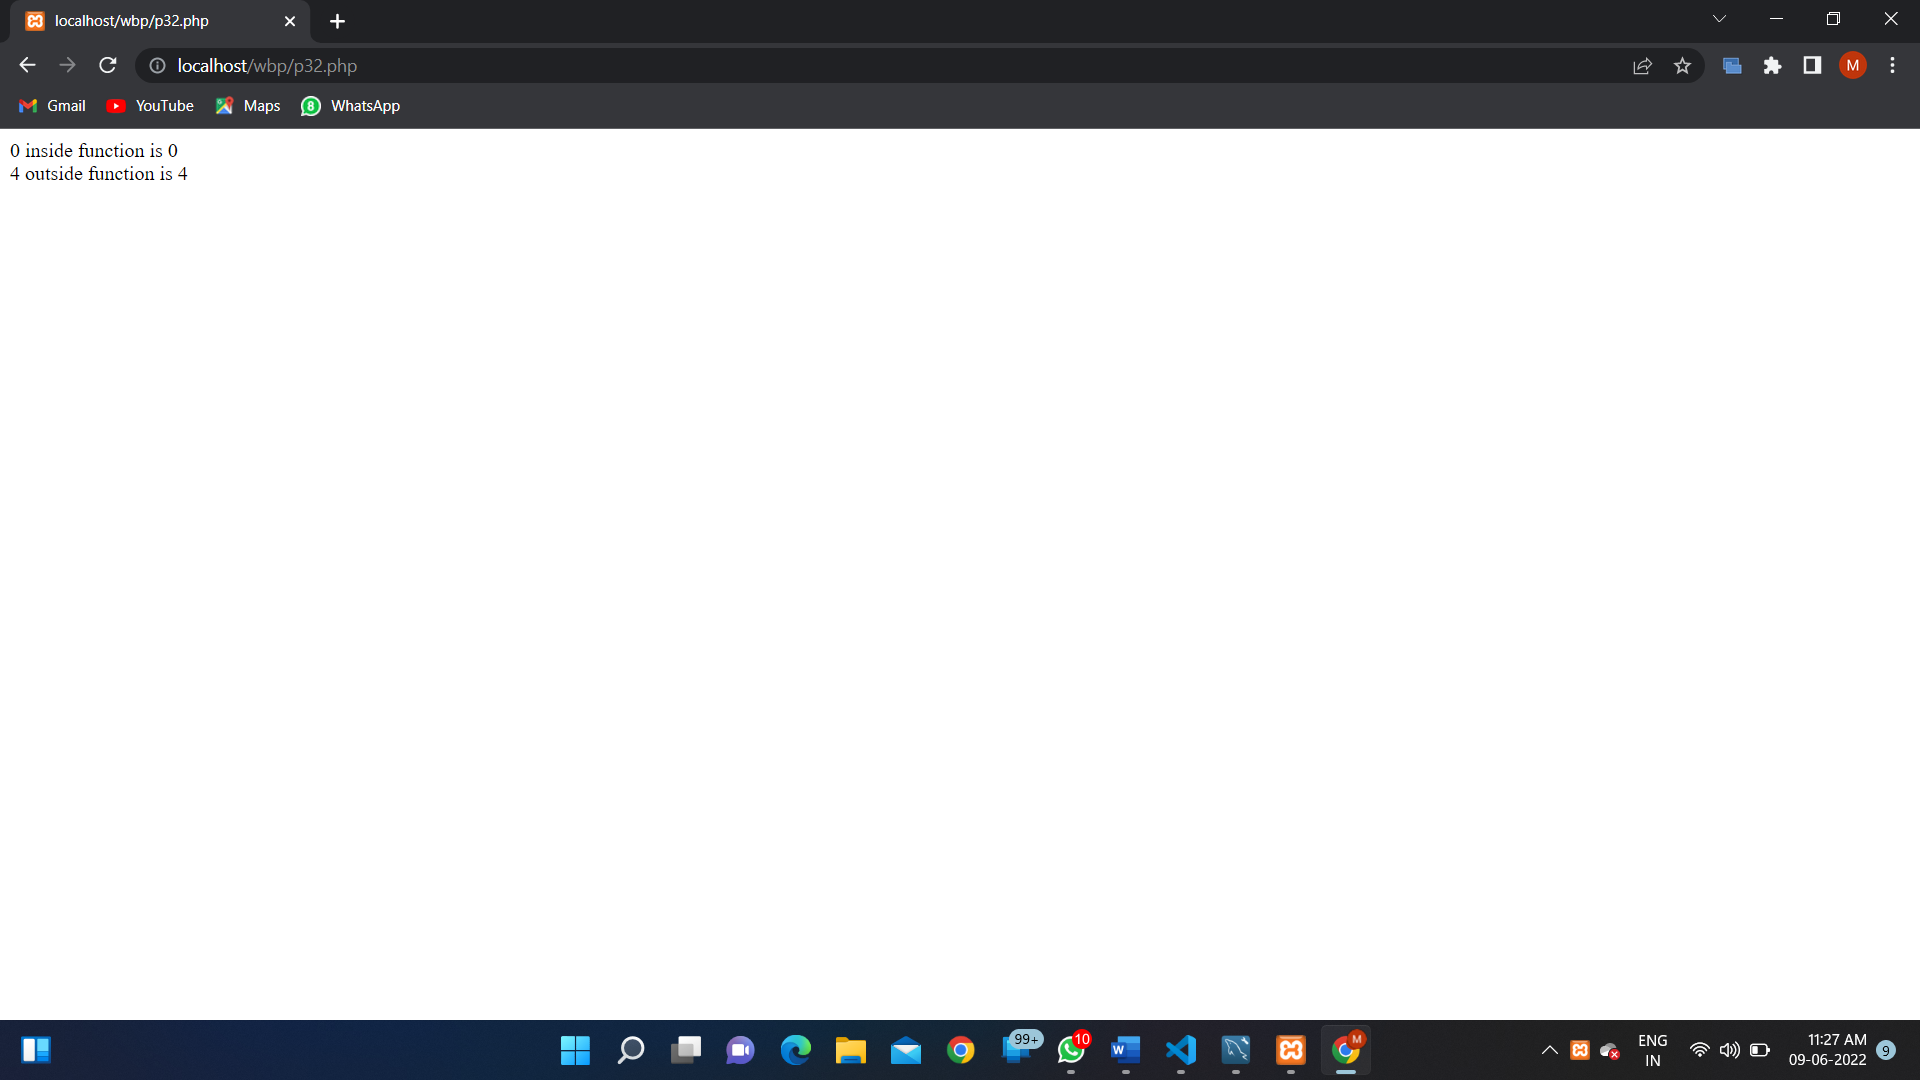 localhost/wbp/p32.php
localhost/wbp/p32.php
M
Gmail
YouTube
Maps
8
WhatsApp
0 inside function is 0
4 outside function is 4
99+
10
W
M
ENG
IN
11:27 AM
09-06-2022
9